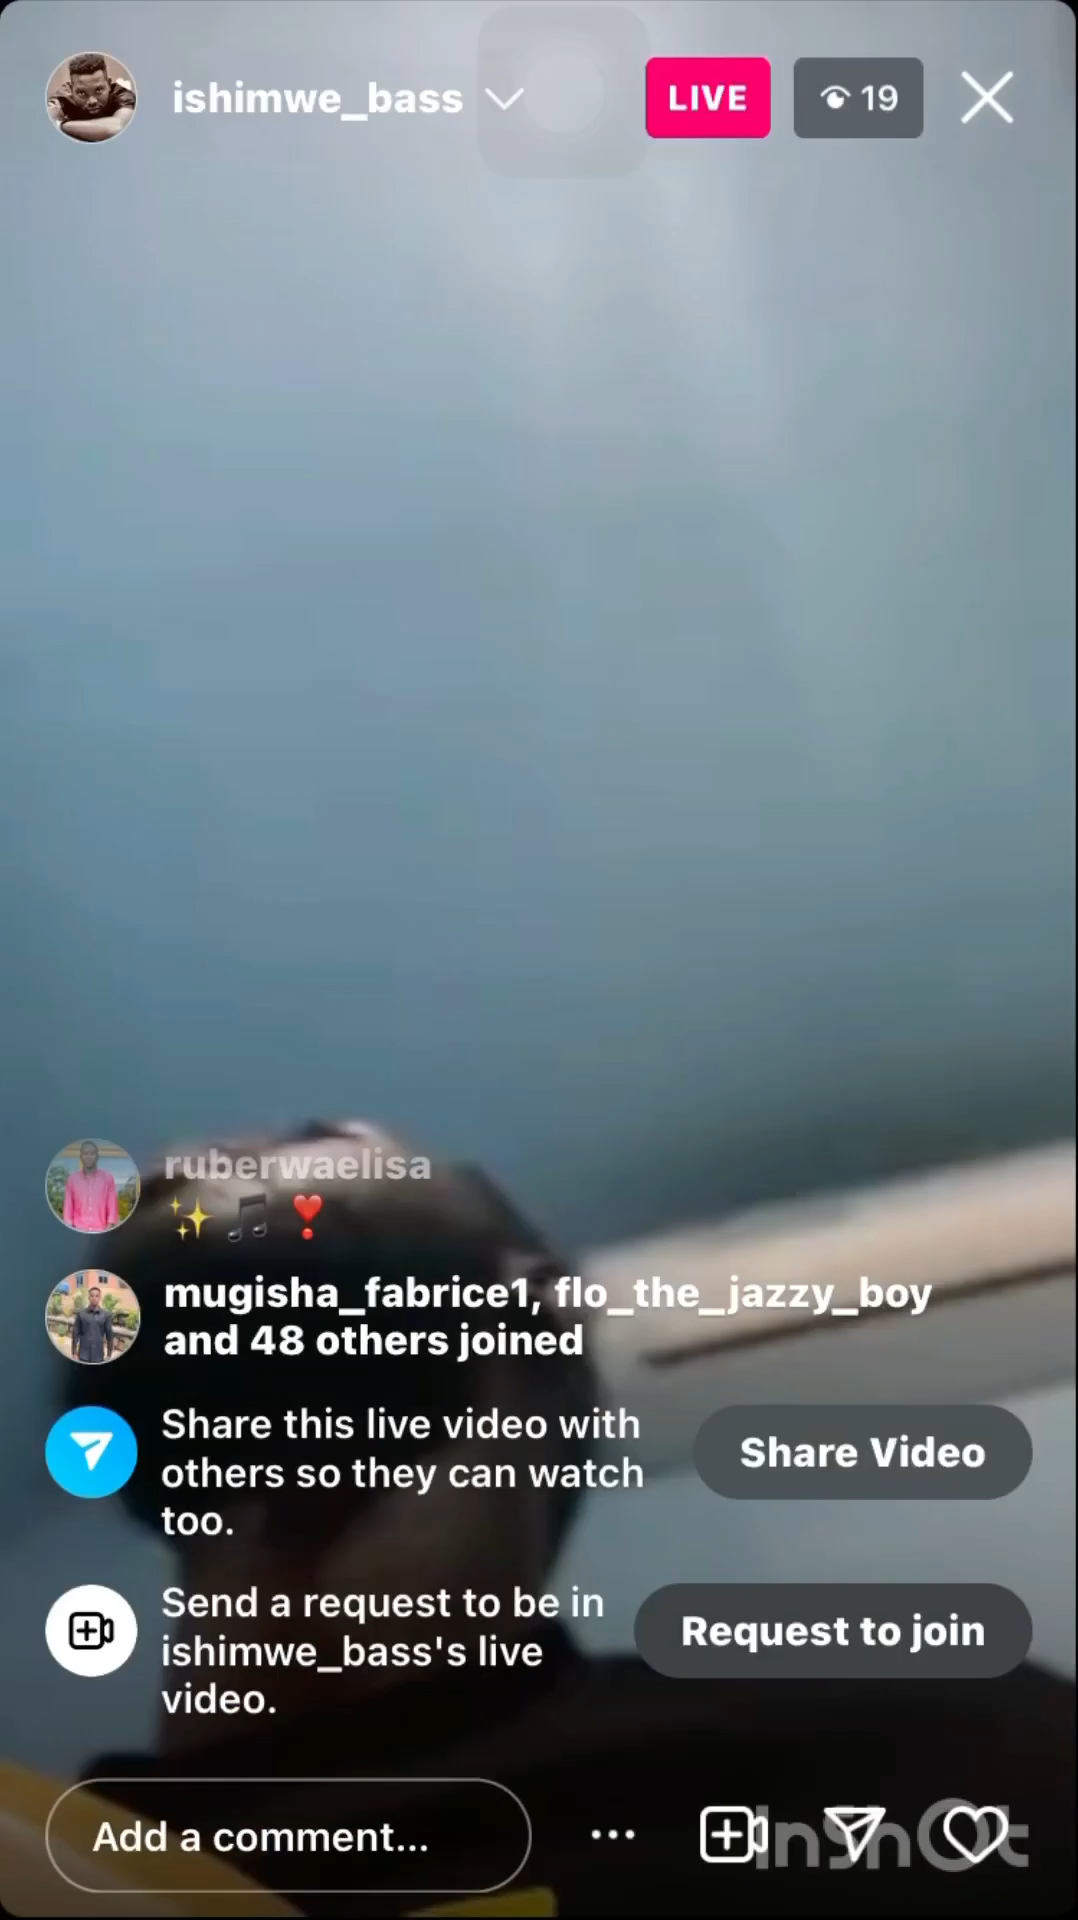 ishimwe_bass
LIVE
19
ruberwaelisa
✨ 🎵 ❣️
mugisha_fabrice1, flo_the_jazzy_boy
and 48 others joined
Share this live video with
others so they can watch
too.
Share Video
Send a request to be in
ishimwe_bass's live
video.
Request to join
Add a comment...
InShOt